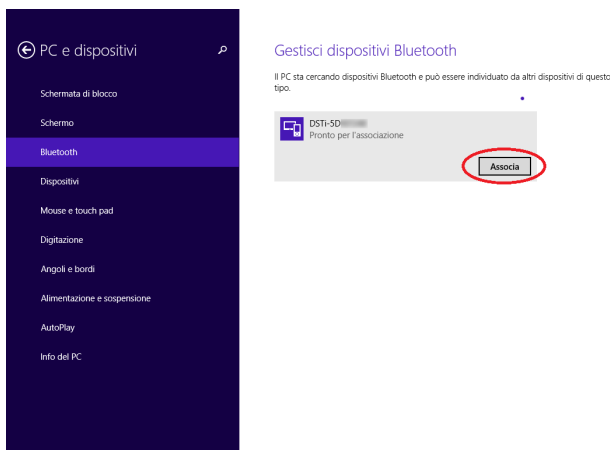 PC e dispositivi
Schermata di blocco
Schermo
Bluetooth
Dispositivi
Mouse e touch pad
Digitazione
Angoli e bordi
Alimentazione e sospensione
AutoPlay
Info del PC
Gestisci dispositivi Bluetooth
Il PC sta cercando dispositivi Bluetooth e può essere individuato da altri dispositivi di questo
tipo.
DSTi-5D
Pronto per l'associazione
Associa